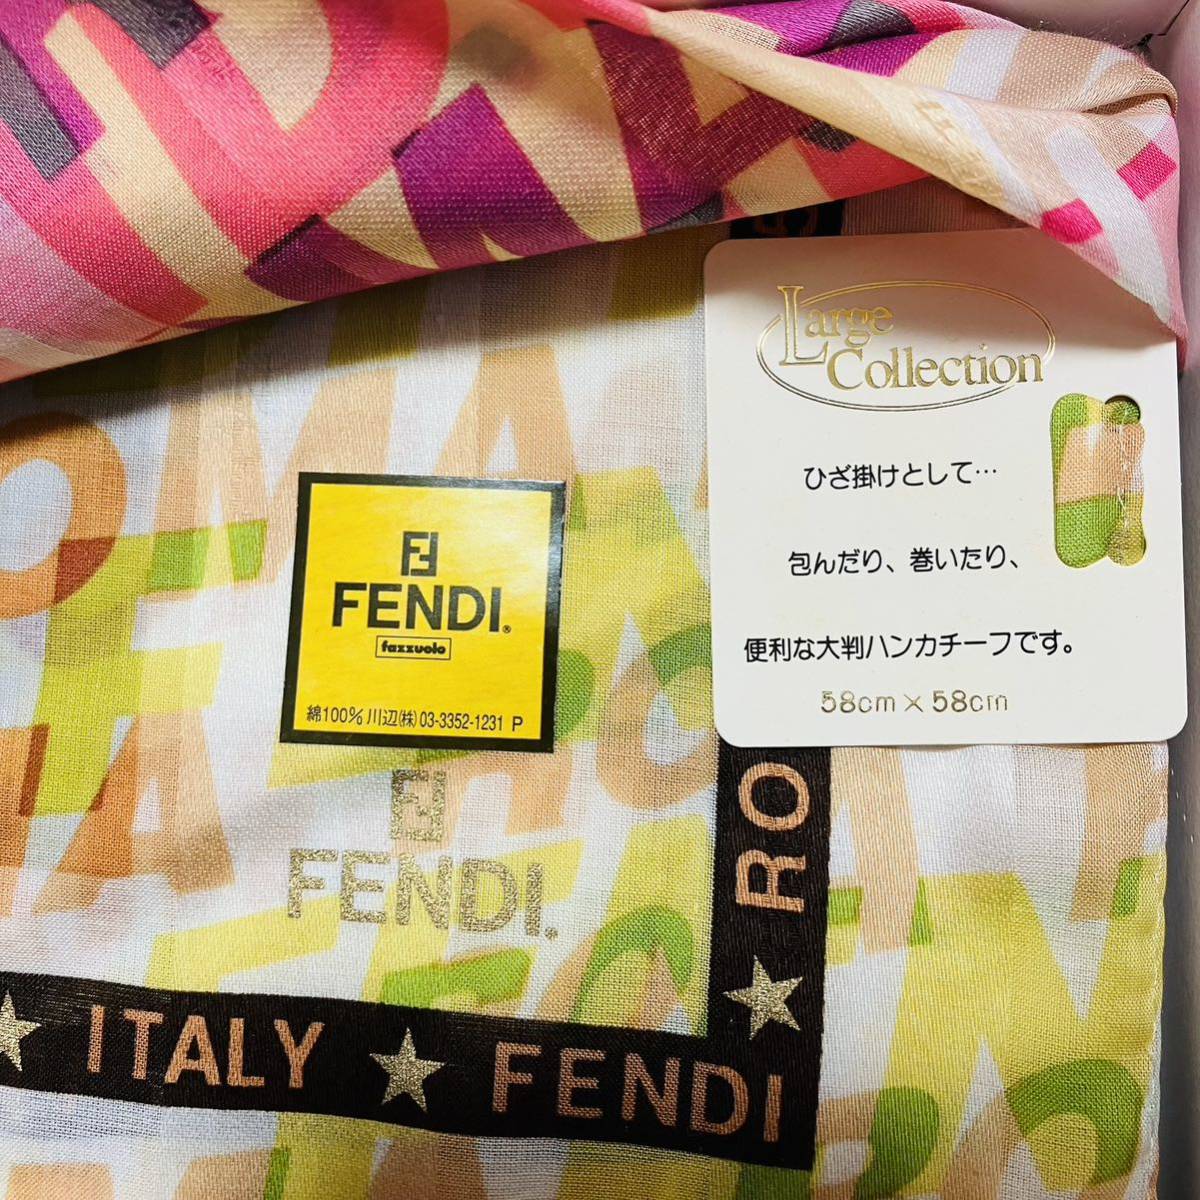 Large
Collection
ひざ掛けとして…
包んだり、巻いたり、
便利な大判ハンカチーフです。
58cm×58cm
FENDI®
fazzuolo
綿100% 川辺(株) 03-3352-1231 P
FENDI.
RO
ITALY ★ FENDI